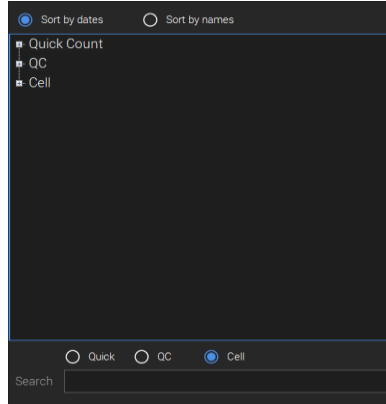 Sort by dates Sort by names
Quick Count
QC
Cell
Quick QC Cell
Search